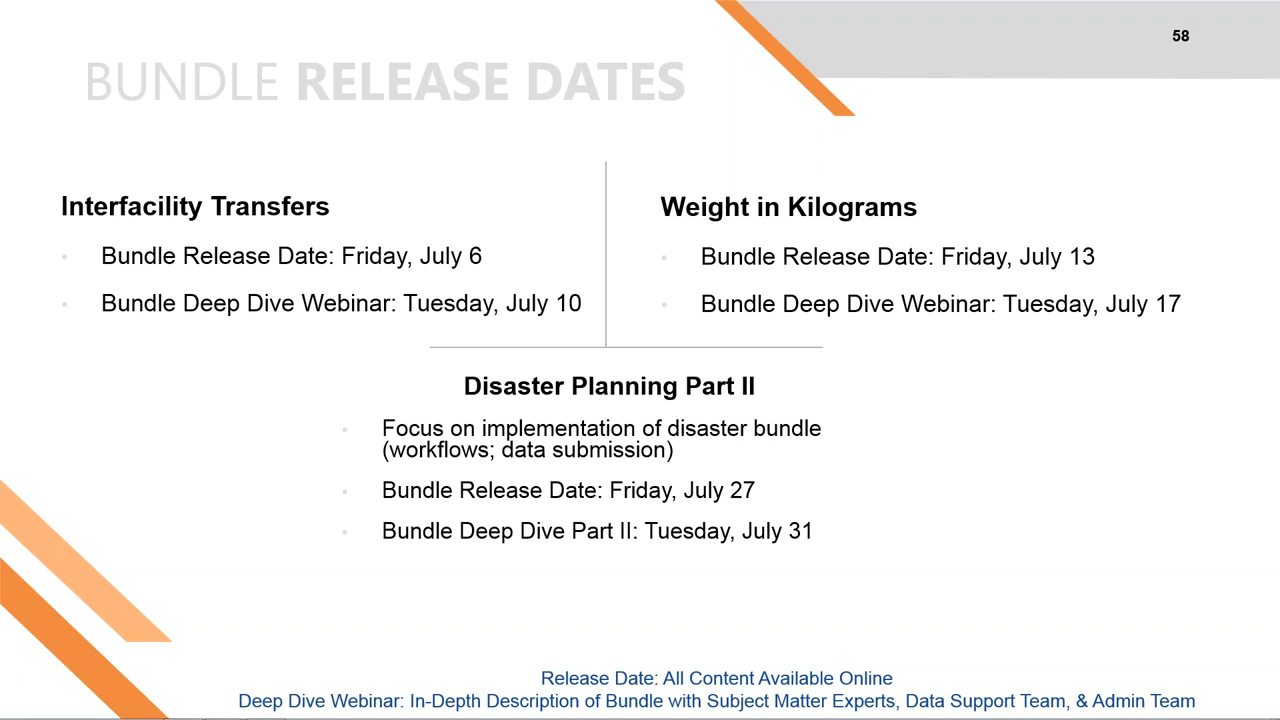 58
BUNDLE RELEASE DATES
Interfacility Transfers
Bundle Release Date: Friday, July 6
Bundle Deep Dive Webinar: Tuesday, July 10
Weight in Kilograms
Bundle Release Date: Friday, July 13
Bundle Deep Dive Webinar: Tuesday, July 17
Disaster Planning Part II
Focus on implementation of disaster bundle
(workflows; data submission)
Bundle Release Date: Friday, July 27
Bundle Deep Dive Part II: Tuesday, July 31
Release Date: All Content Available Online
Deep Dive Webinar: In-Depth Description of Bundle with Subject Matter Experts, Data Support Team, & Admin Team